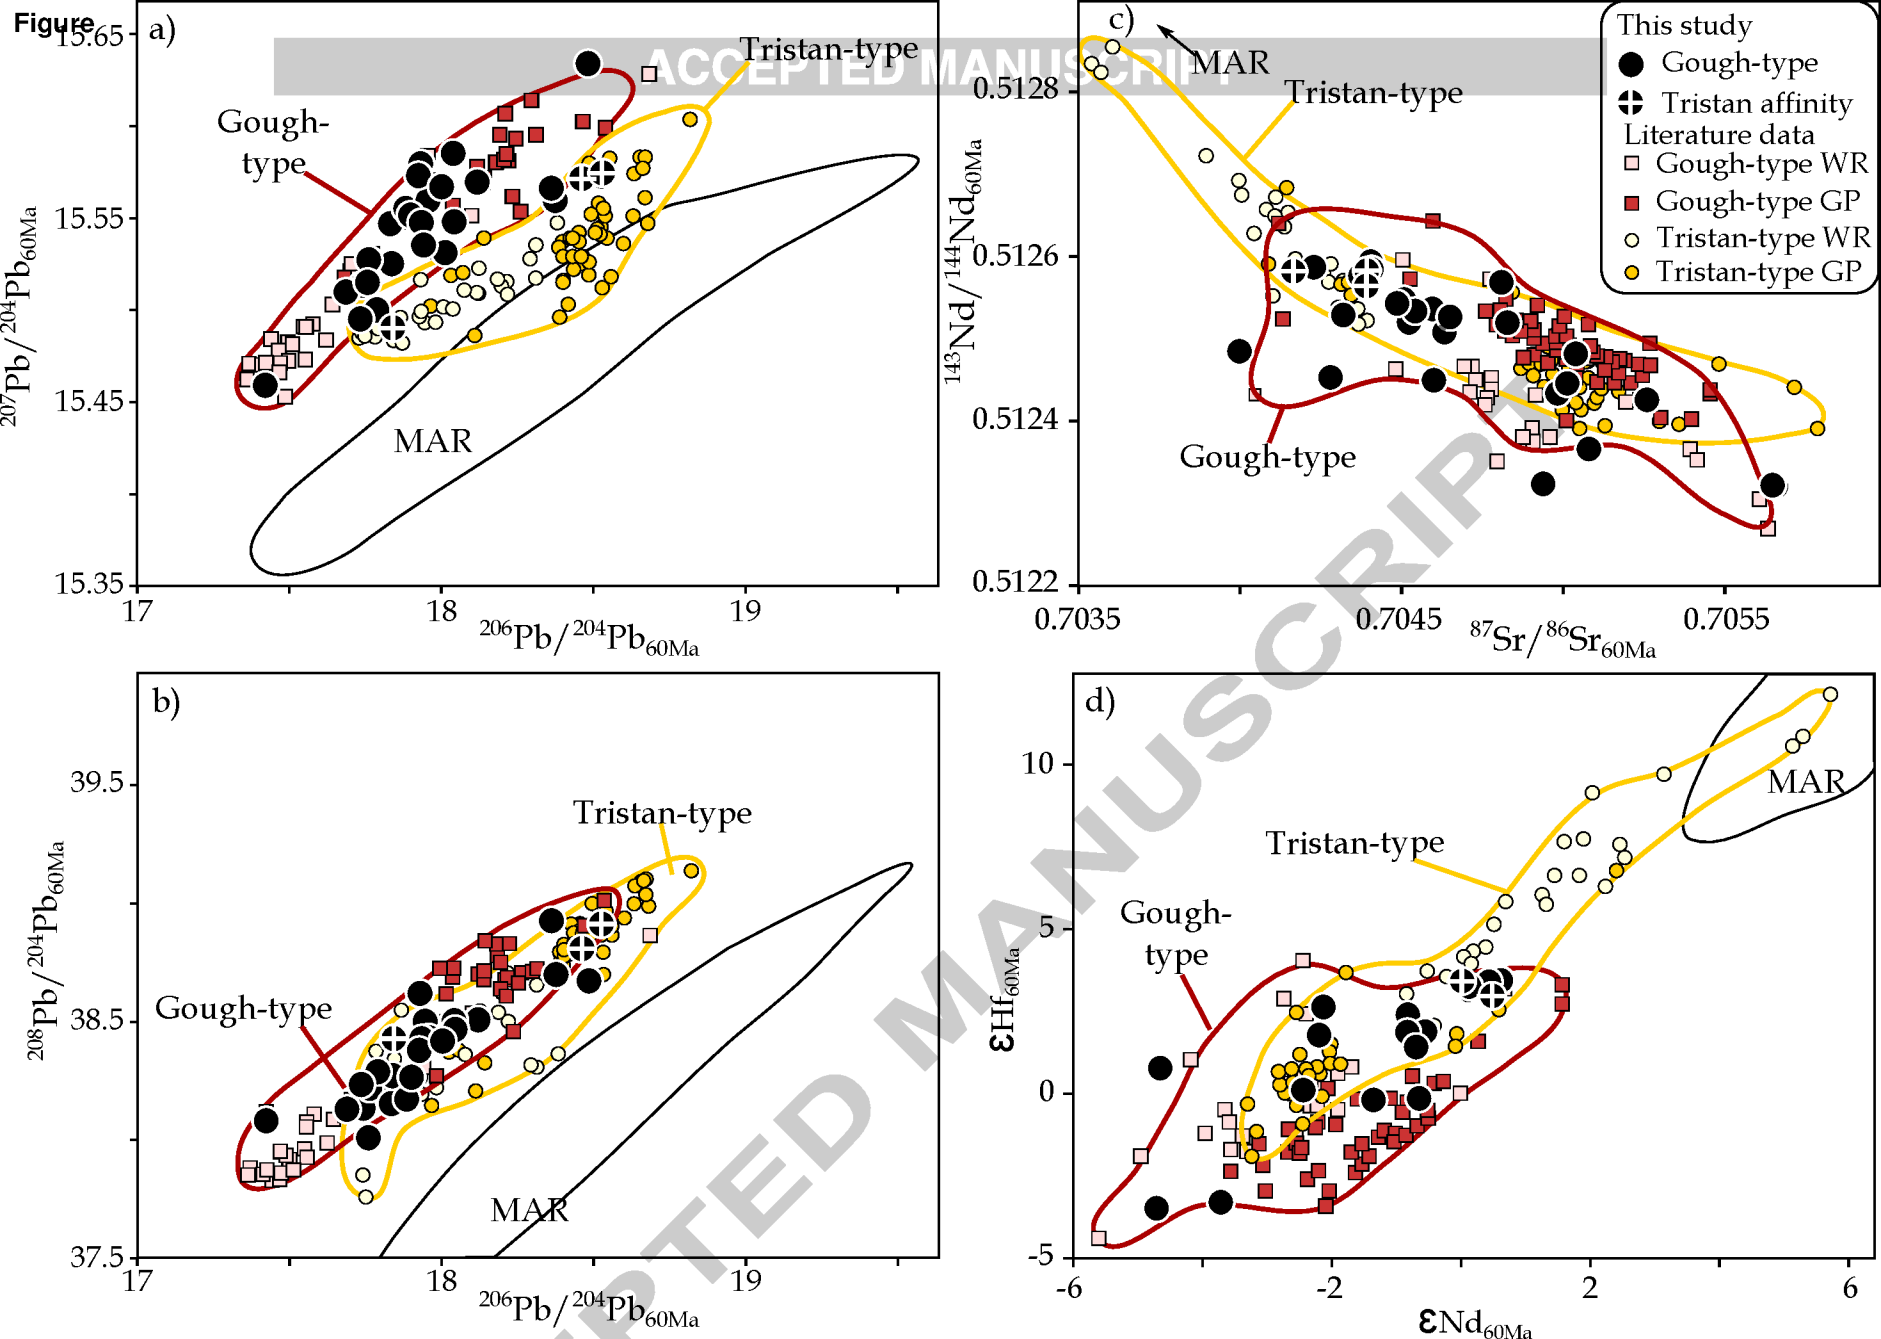 Figure
ACCEPTED MANUSCRIPT
a)
15.65
15.55
15.45
15.35
207Pb/204Pb60Ma
Gough-
type
Tristan-type
MAR
17
18
19
206Pb/204Pb60Ma
c)
MAR
Tristan-type
Gough-type
0.5128
0.5126
0.5124
0.5122
143Nd/144Nd60Ma
0.7035
0.7045
0.7055
87Sr/86Sr60Ma
This study
Gough-type
Tristan affinity
Literature data
Gough-type WR
Gough-type GP
Tristan-type WR
Tristan-type GP
b)
39.5
38.5
37.5
208Pb/204Pb60Ma
Tristan-type
Gough-type
MAR
17
18
19
206Pb/204Pb60Ma
d)
10
5
0
-5
εHf60Ma
Tristan-type
Gough-
type
MAR
-6
-2
2
6
εNd60Ma
ACCEPTED MANUSCRIPT